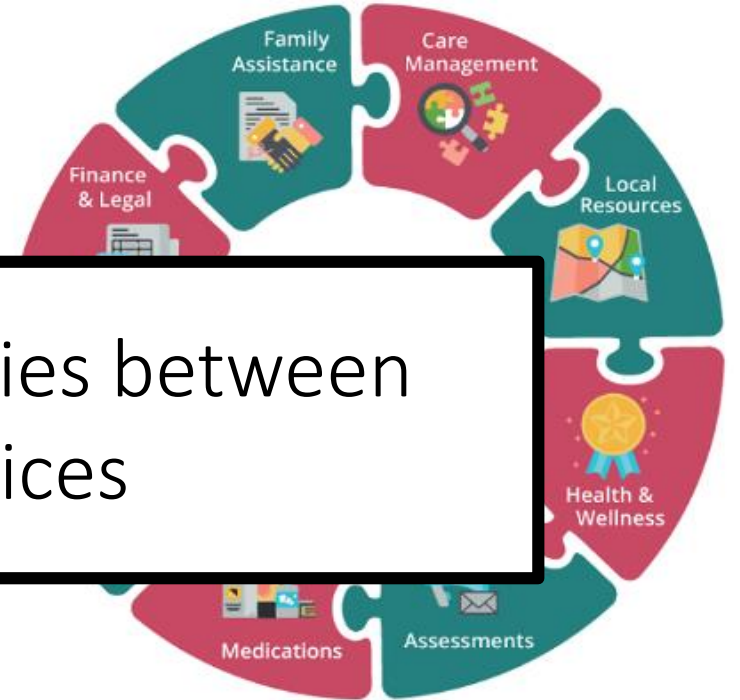 Family
Assistance
Care
Management
Finance
& Legal
Local
Resources
ies between
ices
Health &
Wellness
Medications
Assessments